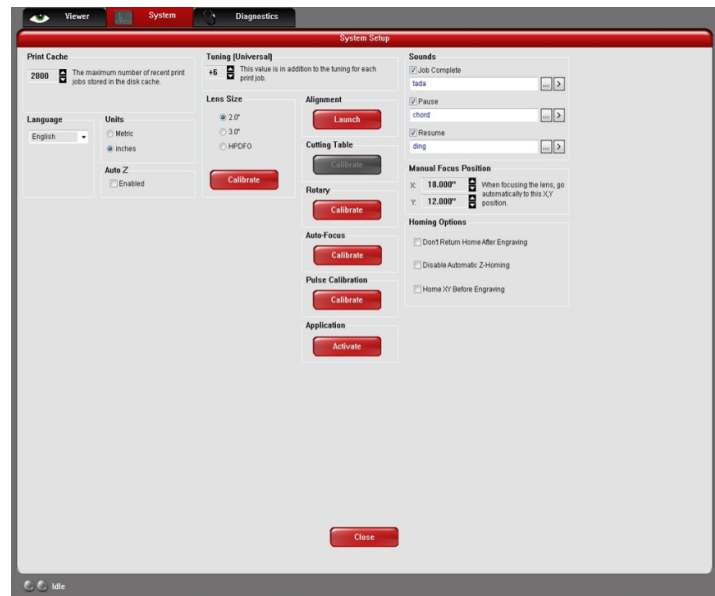 Viewer
System
Diagnostics
System Setup
Print Cache
2000
The maximum number of recent print
jobs stored in the disk cache.
Language
English
Units
Metric
Inches
Auto Z
Enabled
Tuning (Universal)
+6
This value is in addition to the tuning for each
print job.
Lens Size
2.0"
3.0"
HPDFO
Calibrate
Alignment
Launch
Cutting Table
Calibrate
Rotary
Calibrate
Auto-Focus
Calibrate
Pulse Calibration
Calibrate
Application
Activate
Sounds
Job Complete
tada
... >
Pause
chord
... >
Resume
ding
... >
Manual Focus Position
X: 18.000"
Y: 12.000"
When focusing the lens, go
automatically to this X,Y
position.
Homing Options
Don't Return Home After Engraving
Disable Automatic Z-Homing
Home XY Before Engraving
Close
Idle